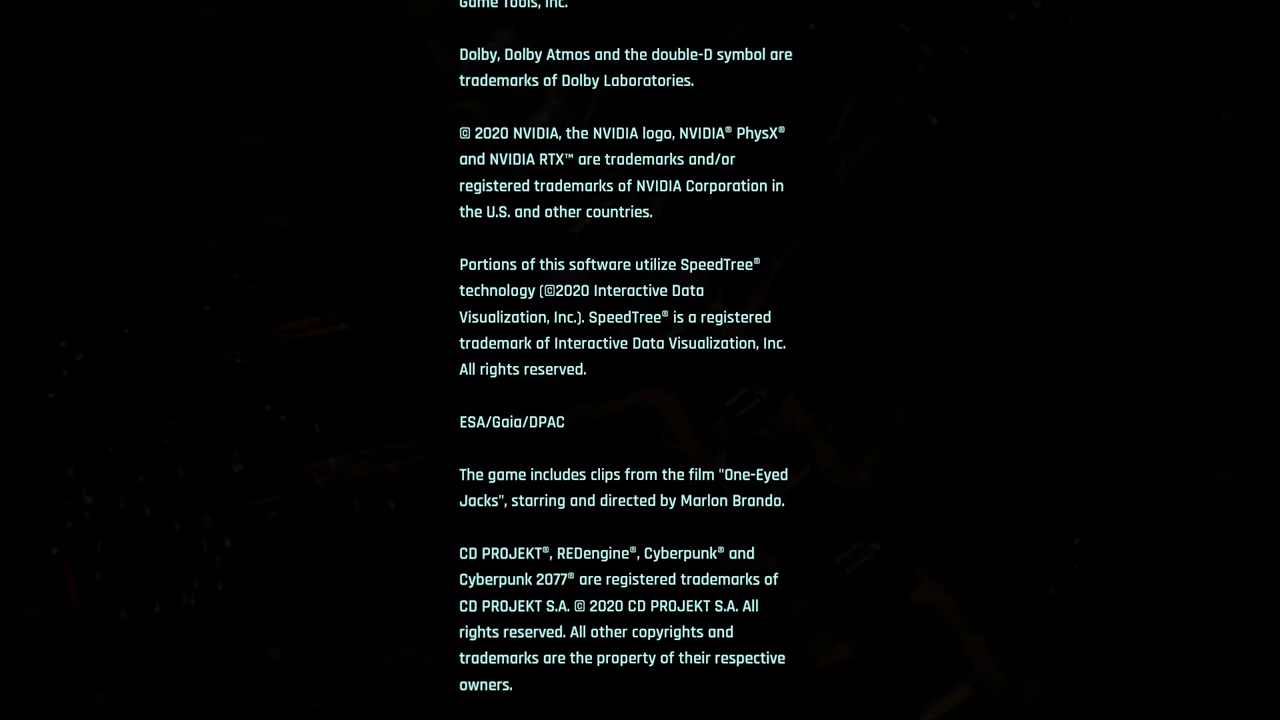 Game Tools, Inc.
Dolby, Dolby Atmos and the double-D symbol are
trademarks of Dolby Laboratories.
© 2020 NVIDIA, the NVIDIA logo, NVIDIA® PhysX®
and NVIDIA RTX™ are trademarks and/or
registered trademarks of NVIDIA Corporation in
the U.S. and other countries.
Portions of this software utilize SpeedTree®
technology (©2020 Interactive Data
Visualization, Inc.). SpeedTree® is a registered
trademark of Interactive Data Visualization, Inc.
All rights reserved.
ESA/Gaia/DPAC
The game includes clips from the film "One-Eyed
Jacks", starring and directed by Marlon Brando.
CD PROJEKT®, REDengine®, Cyberpunk® and
Cyberpunk 2077® are registered trademarks of
CD PROJEKT S.A. © 2020 CD PROJEKT S.A. All
rights reserved. All other copyrights and
trademarks are the property of their respective
owners.